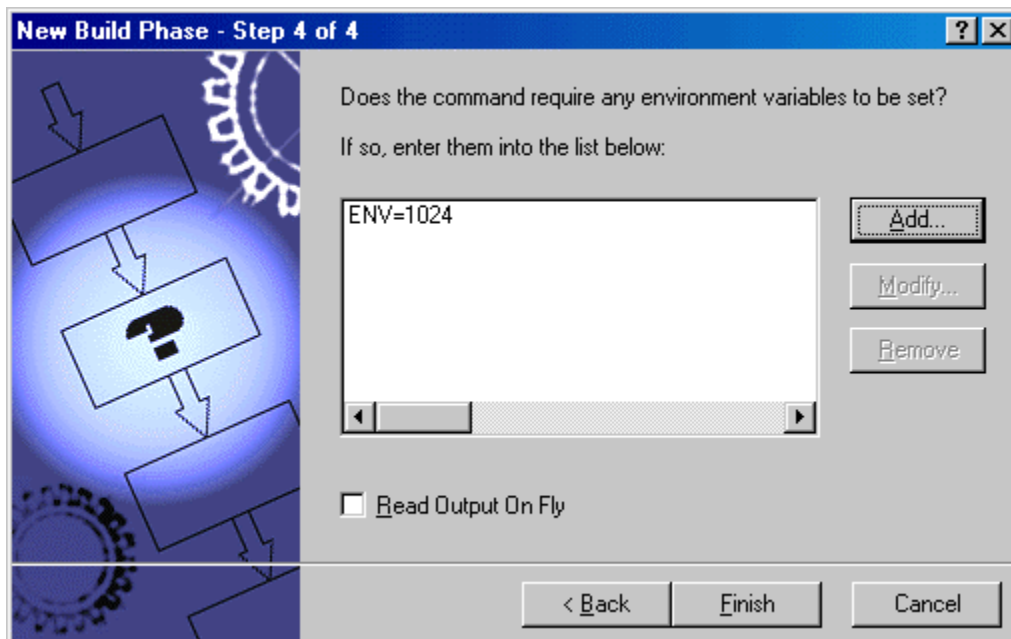 New Build Phase - Step 4 of 4
Does the command require any environment variables to be set?
If so, enter them into the list below:
ENV=1024
Add...
Modify...
Remove
Read Output On Fly
< Back
Finish
Cancel